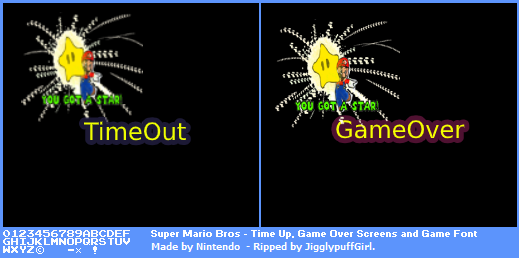 YOU GOT A STAR!
TimeOut
YOU GOT A STAR!
GameOver
0123456789ABCDEF
GHIJKLMNOPQRSTUV
WXYZ© -× !
Super Mario Bros - Time Up, Game Over Screens and Game Font
Made by Nintendo - Ripped by JigglypuffGirl.